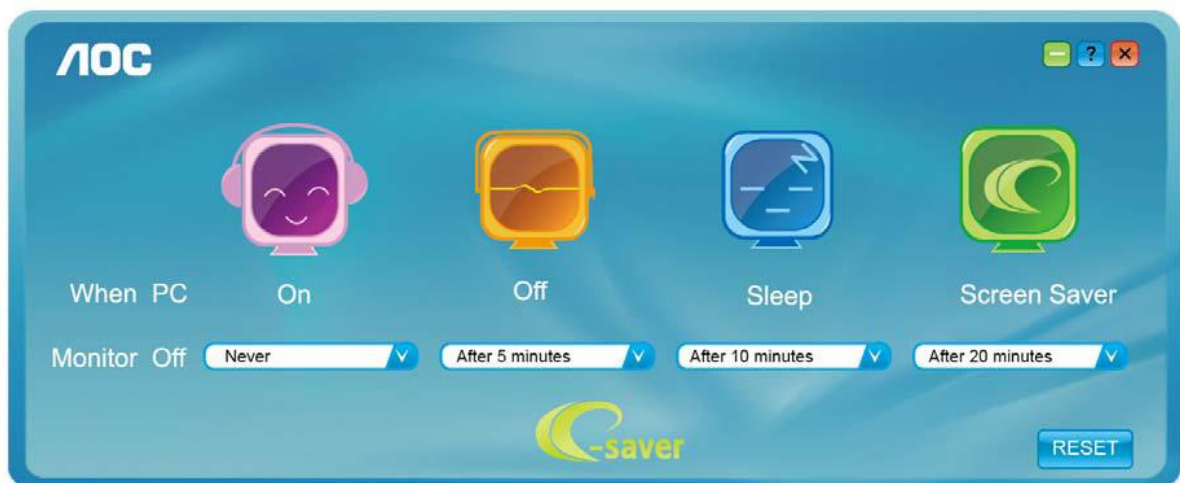 AOC
?
When PC On Off Sleep Screen Saver
Monitor Off Never After 5 minutes After 10 minutes After 20 minutes
e-saver
RESET